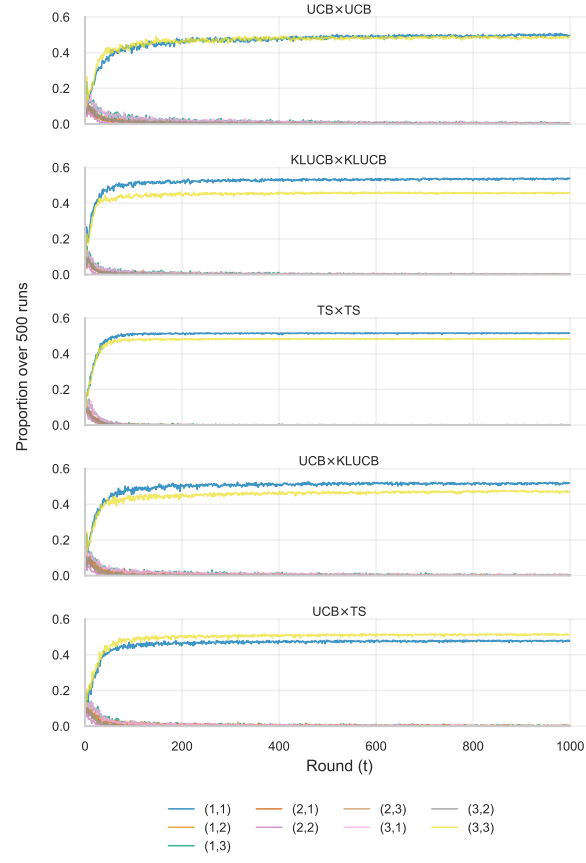 UCB×UCB
0.6
0.4
0.2
0.0
KLUCB×KLUCB
0.6
0.4
0.2
0.0
TS×TS
0.6
0.4
0.2
0.0
Proportion over 500 runs
UCB×KLUCB
0.6
0.4
0.2
0.0
UCB×TS
0.6
0.4
0.2
0.0
0 200 400 600 800 1000
Round (t)
(1,1) (2,1) (2,3) (3,2)
(1,2) (2,2) (3,1) (3,3)
(1,3)